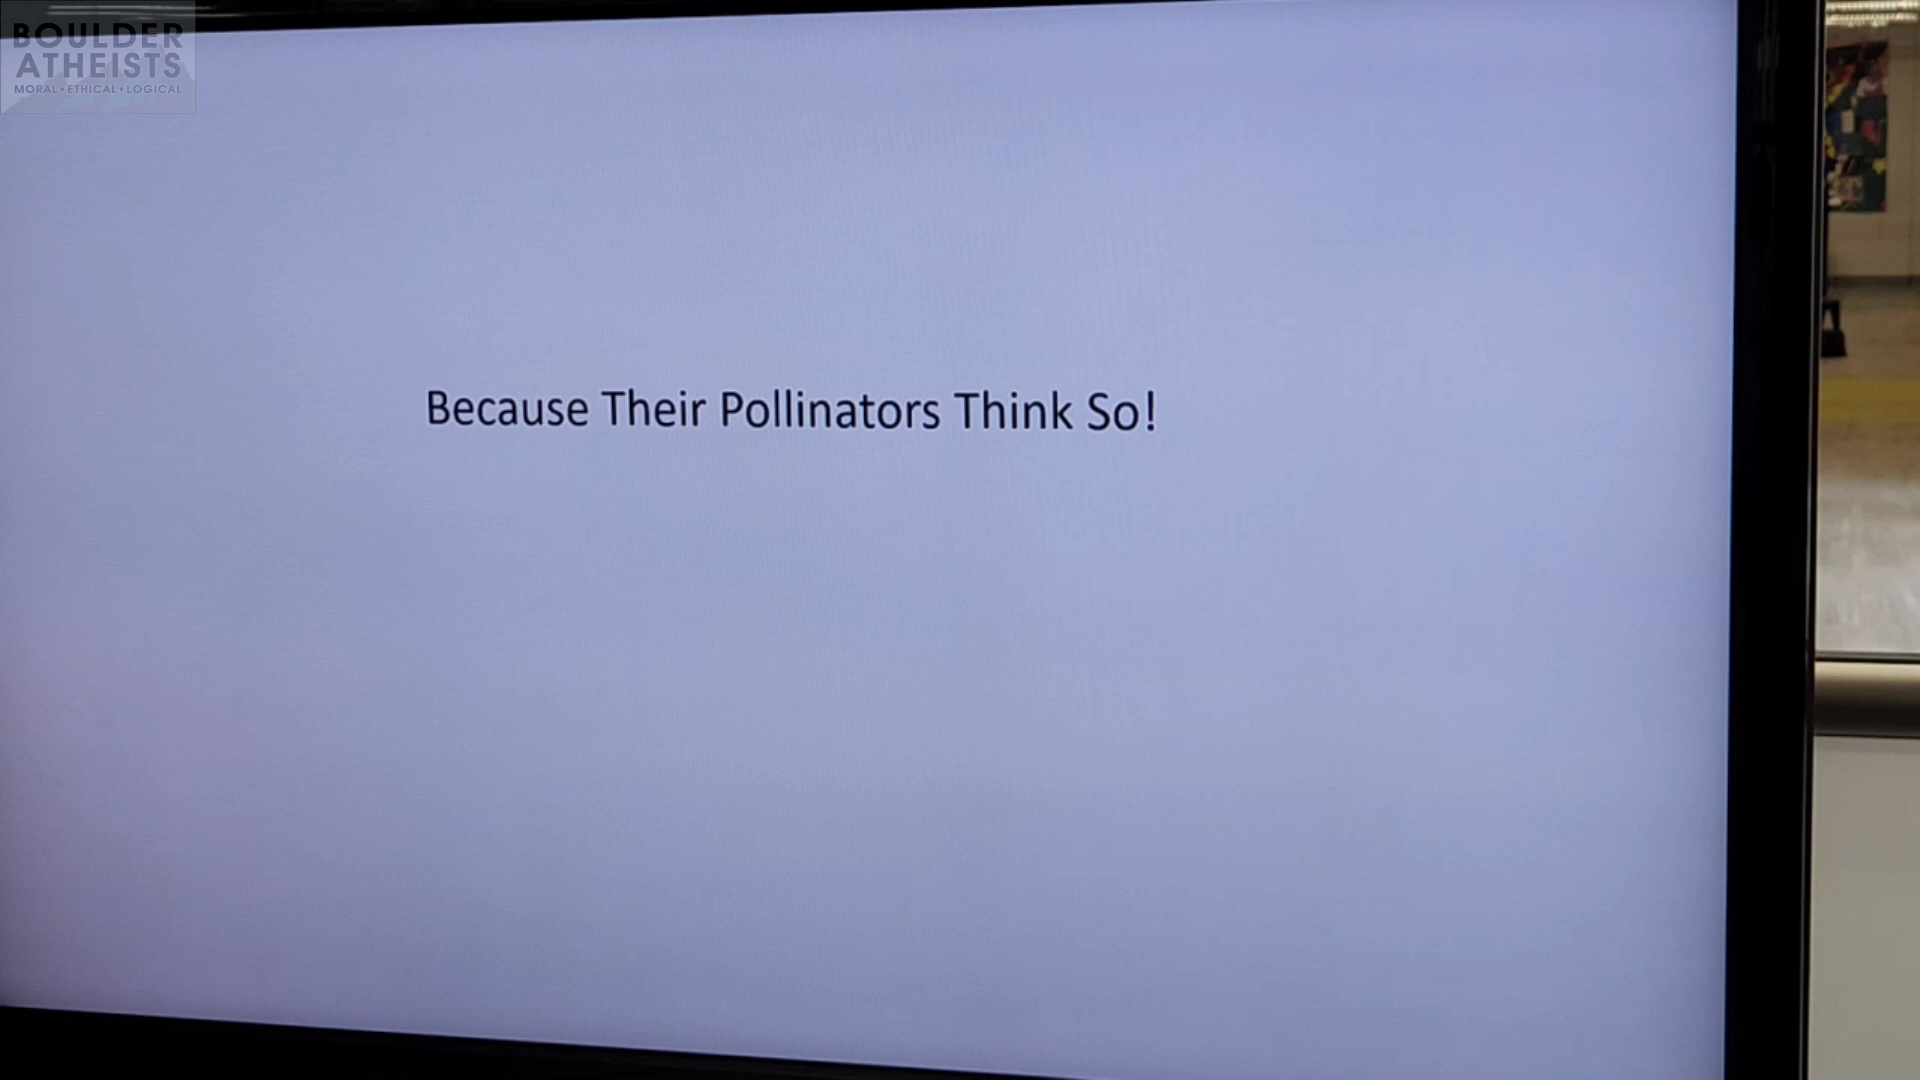 BOULDER
ATHEISTS
MORAL•ETHICAL•LOGICAL
Because Their Pollinators Think So!